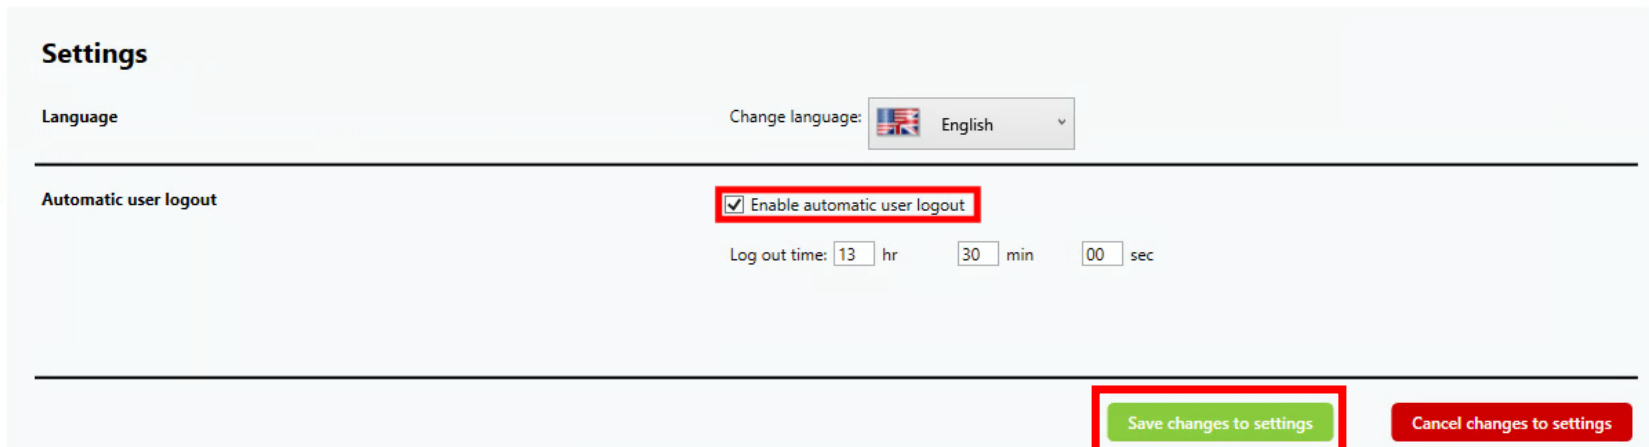 Settings
Language Change language: English
Automatic user logout Enable automatic user logout
Log out time: 13 hr 30 min 00 sec
Save changes to settings Cancel changes to settings